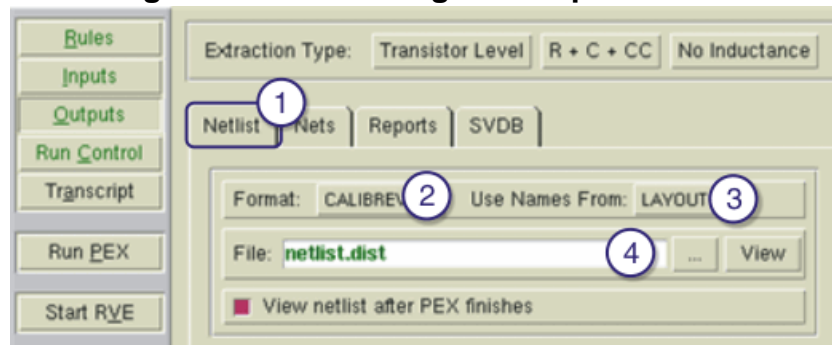 Rules
Inputs
Outputs
Run Control
Transcript
Run PEX
Start RVE
Extraction Type: Transistor Level R + C + CC No Inductance
1
Netlist Nets Reports SVDB
Format: CALIBREV 2 Use Names From: LAYOUT 3
File: netlist.dist 4 ... View
View netlist after PEX finishes